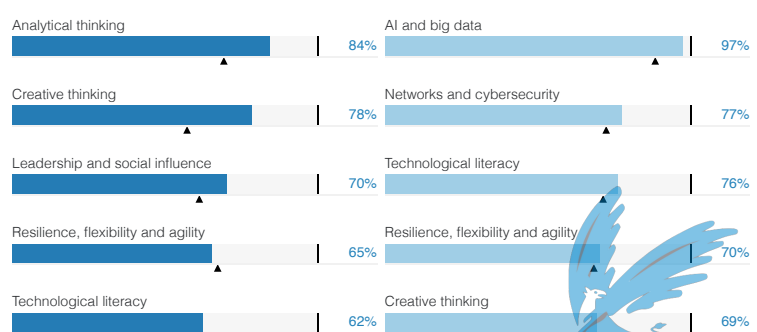 Analytical thinking
84%
Creative thinking
78%
Leadership and social influence
70%
Resilience, flexibility and agility
65%
Technological literacy
62%
AI and big data
97%
Networks and cybersecurity
77%
Technological literacy
76%
Resilience, flexibility and agility
70%
Creative thinking
69%